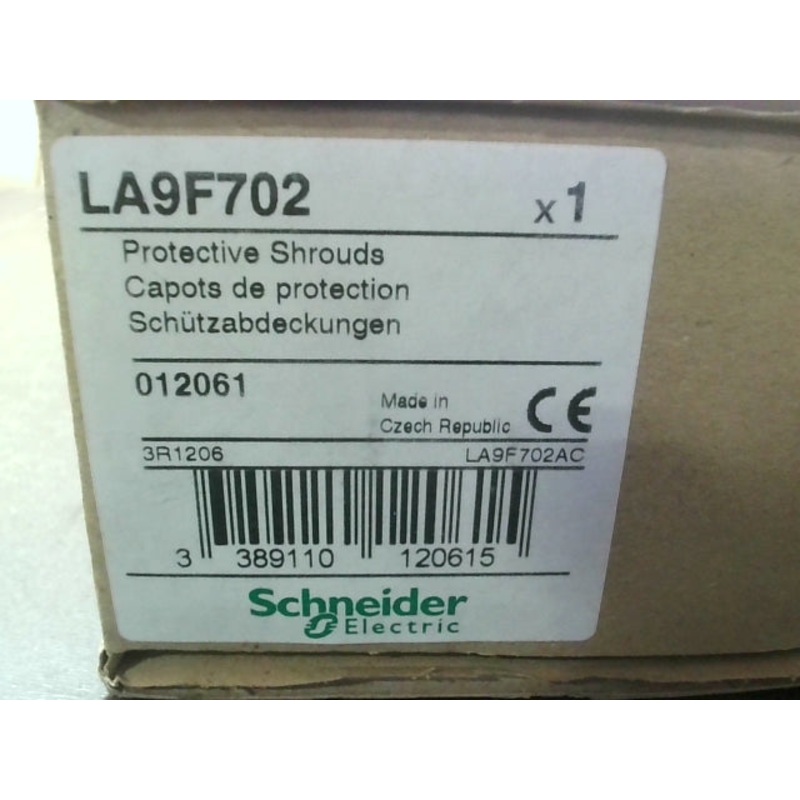 LA9F702 x 1
Protective Shrouds
Capots de protection
Schützabdeckungen
012061
Made in
Czech Republic CE
3R1206 LA9F702AC
3 389110 120615
Schneider
Electric